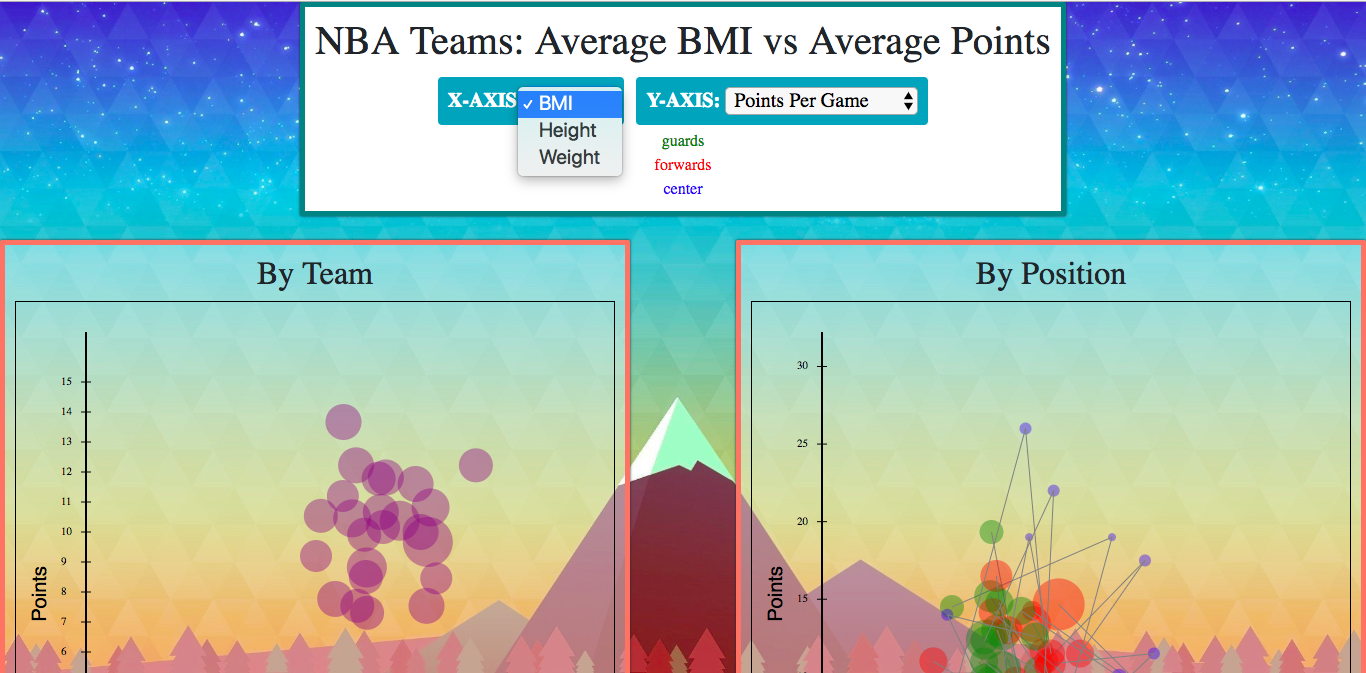 NBA Teams: Average BMI vs Average Points
X-AXIS
✓ BMI
Height
Weight
Y-AXIS: Points Per Game
guards
forwards
center
By Team
15
14
13
12
11
10
9
8
7
6
Points
By Position
30
25
20
15
Points